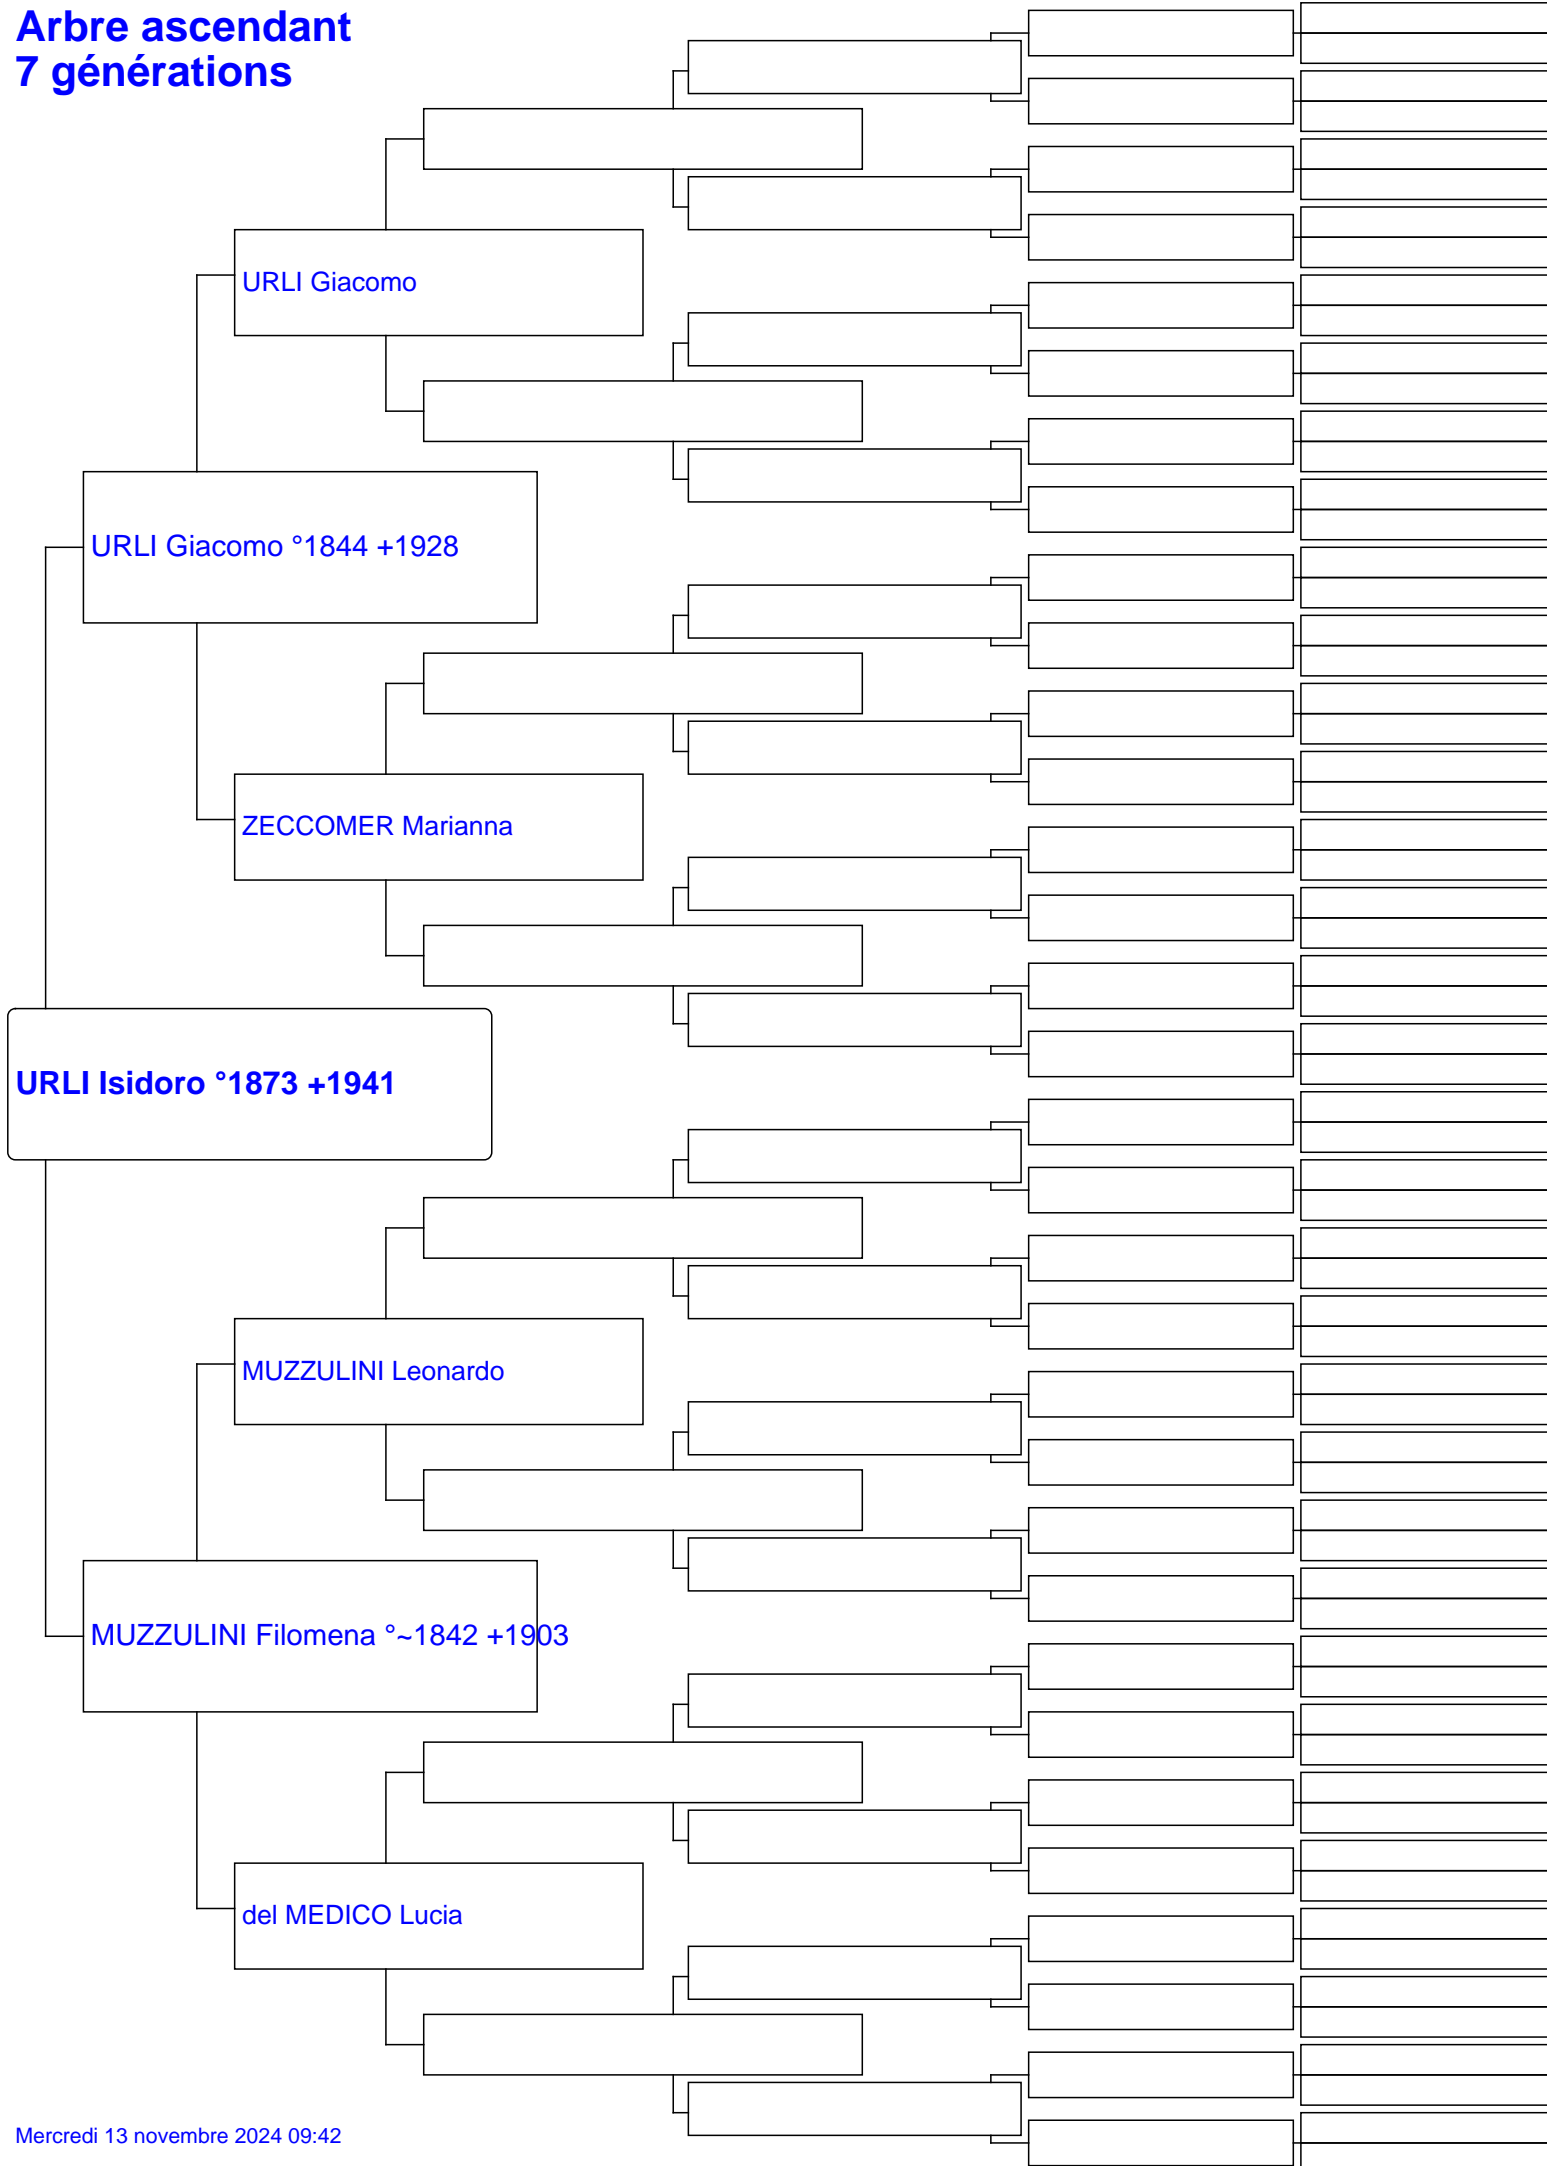 Arbre ascendant
7 générations
URLI Giacomo
URLI Giacomo °1844 +1928
ZECCOMER Marianna
URLI Isidoro °1873 +1941
MUZZULINI Leonardo
MUZZULINI Filomena °~1842 +1903
del MEDICO Lucia
Mercredi 13 novembre 2024 09:42